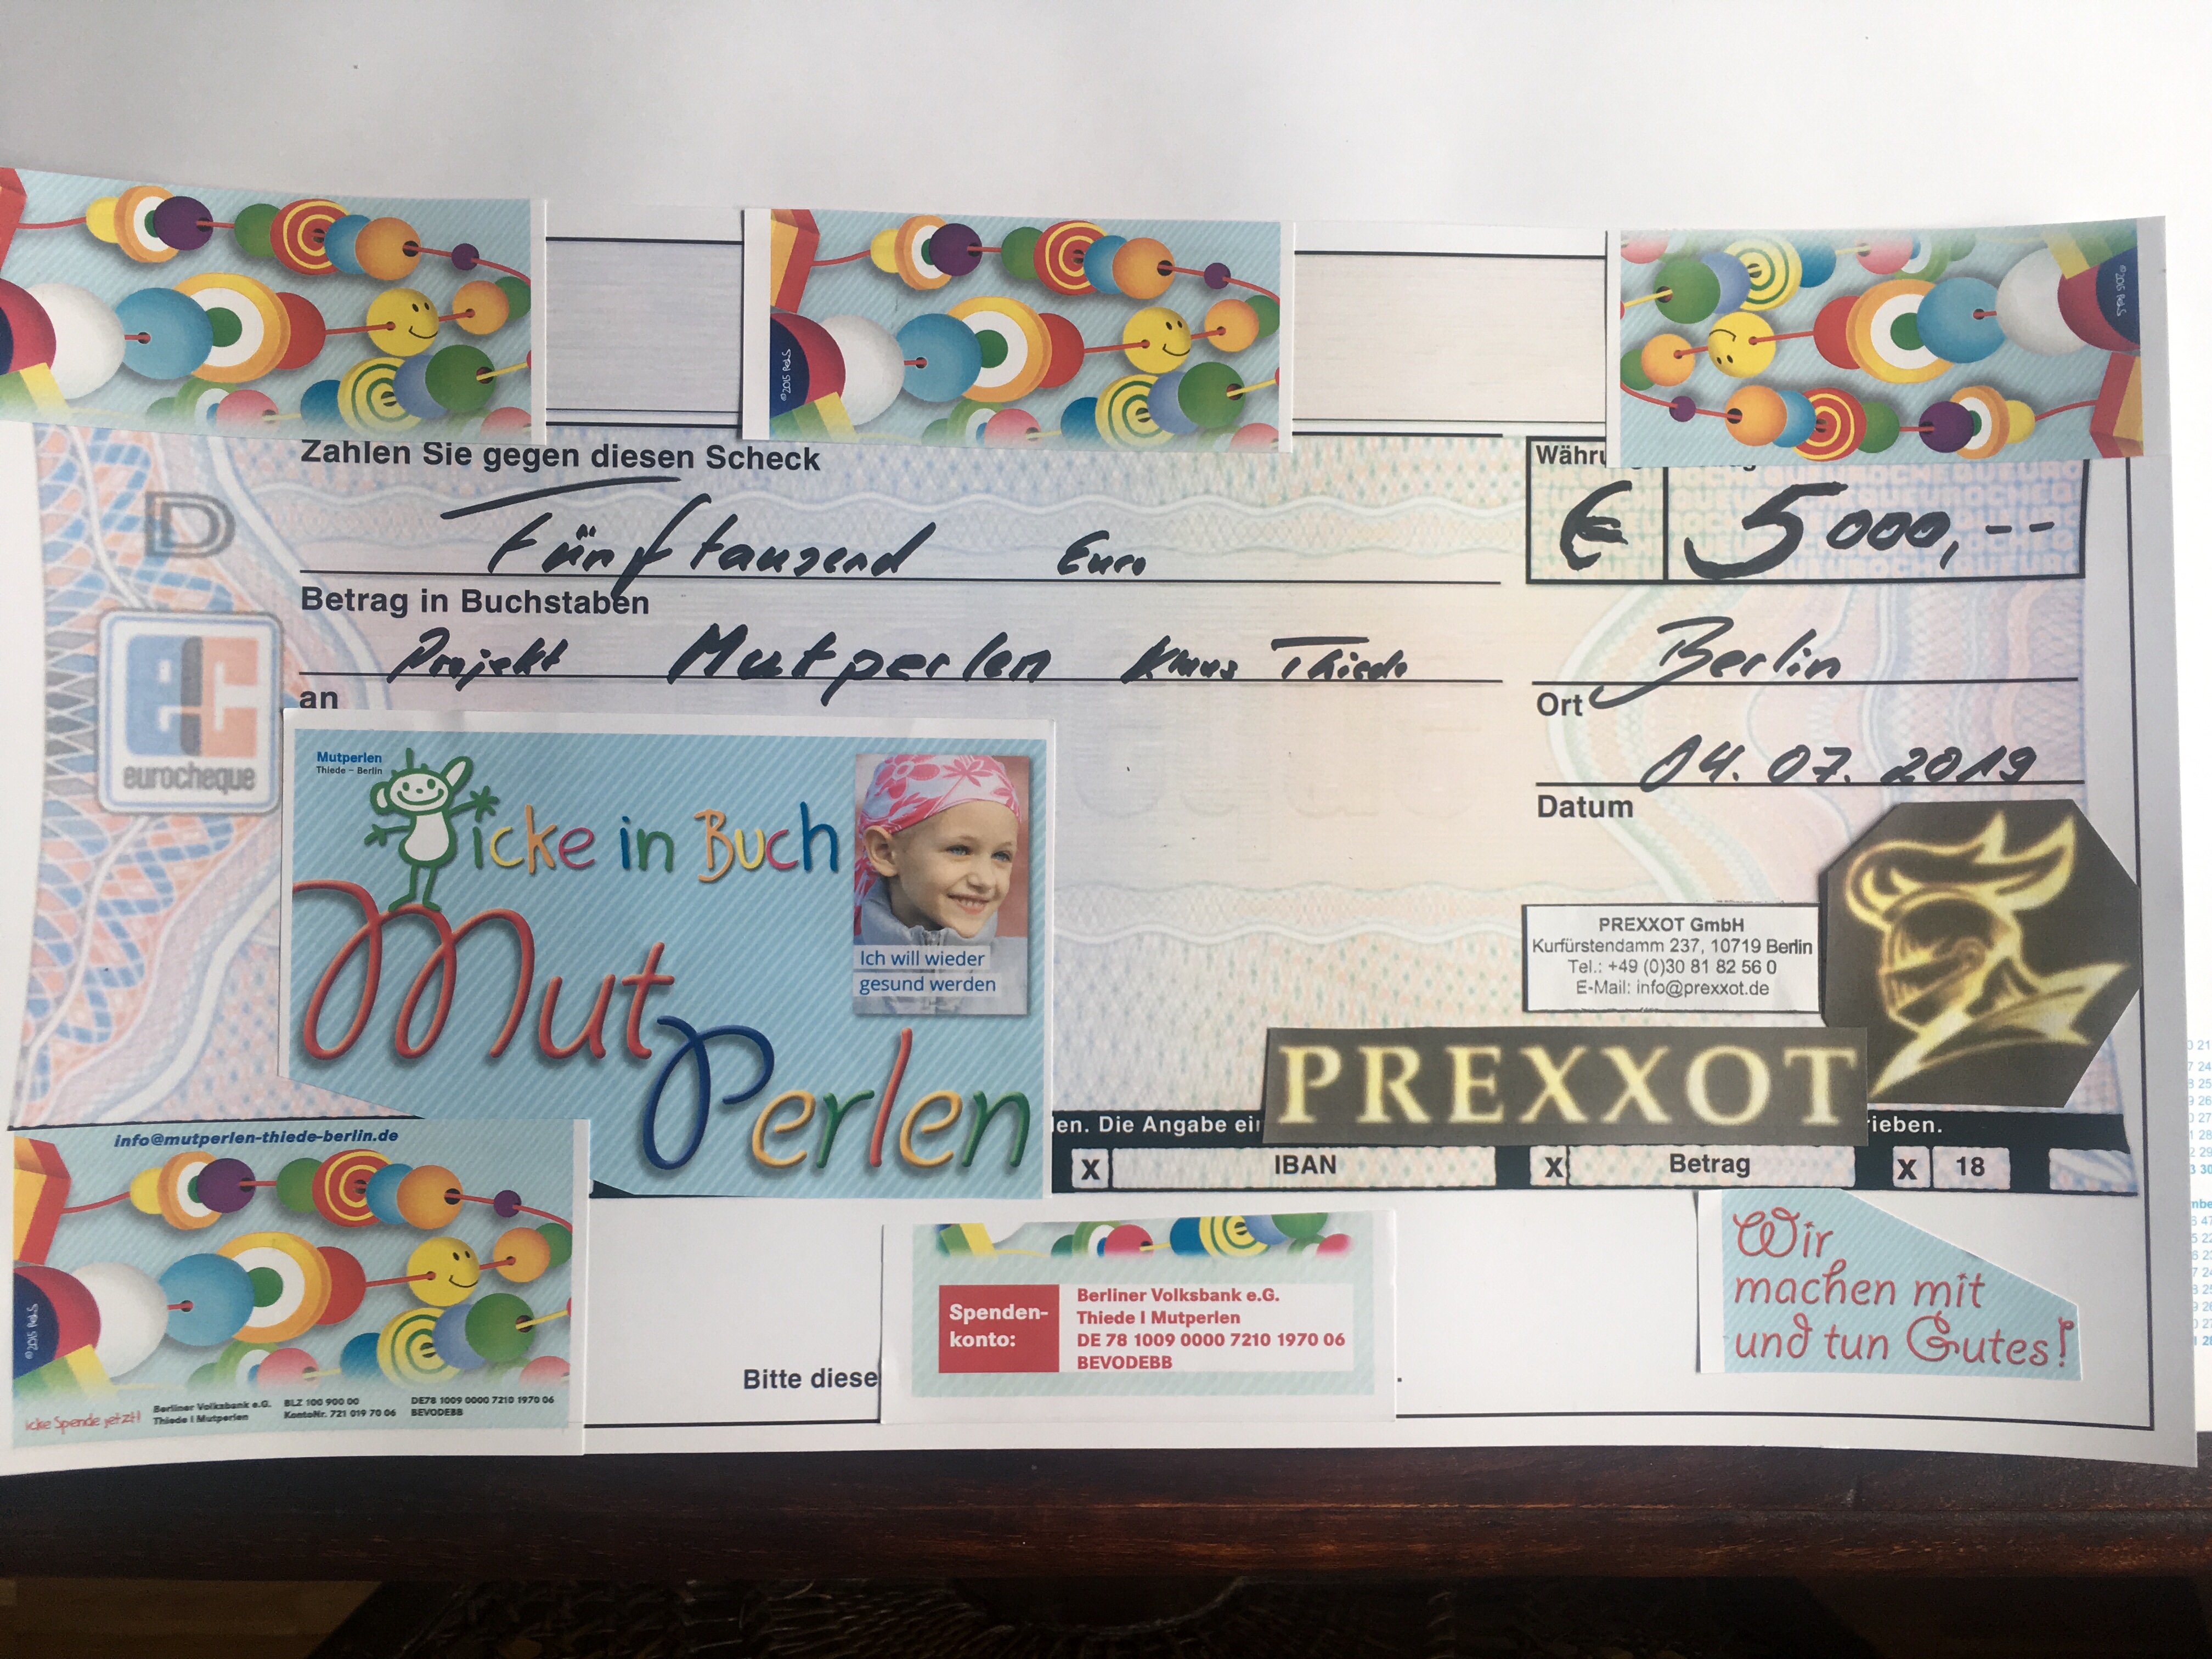 Zahlen Sie gegen diesen Scheck
Währu
Fünftausend Euro
€ 5000,--
Betrag in Buchstaben
Projekt Mutperlen Klaus Thiede
Berlin
an
Ort
04.07.2019
Datum
D
eurocheque
Mutperlen
Thiede – Berlin
icke in Buch
Mut
Perlen
Ich will wieder
gesund werden
PREXXOT GmbH
Kurfürstendamm 237, 10719 Berlin
Tel.: +49 (0)30 81 82 56 0
E-Mail: info@prexxot.de
PREXXOT
len. Die Angabe ein
rieben.
X IBAN X Betrag X 18
info@mutperlen-thiede-berlin.de
icke Spende jetzt!
Berliner Volksbank e.G.
Thiede I Mutperlen
BLZ 100 900 00
KontoNr. 721 019 70 06
DE78 1009 0000 7210 1970 06
BEVODEBB
Bitte diese
Spenden-
konto:
Berliner Volksbank e.G.
Thiede I Mutperlen
DE 78 1009 0000 7210 1970 06
BEVODEBB
Wir
machen mit
und tun Gutes!